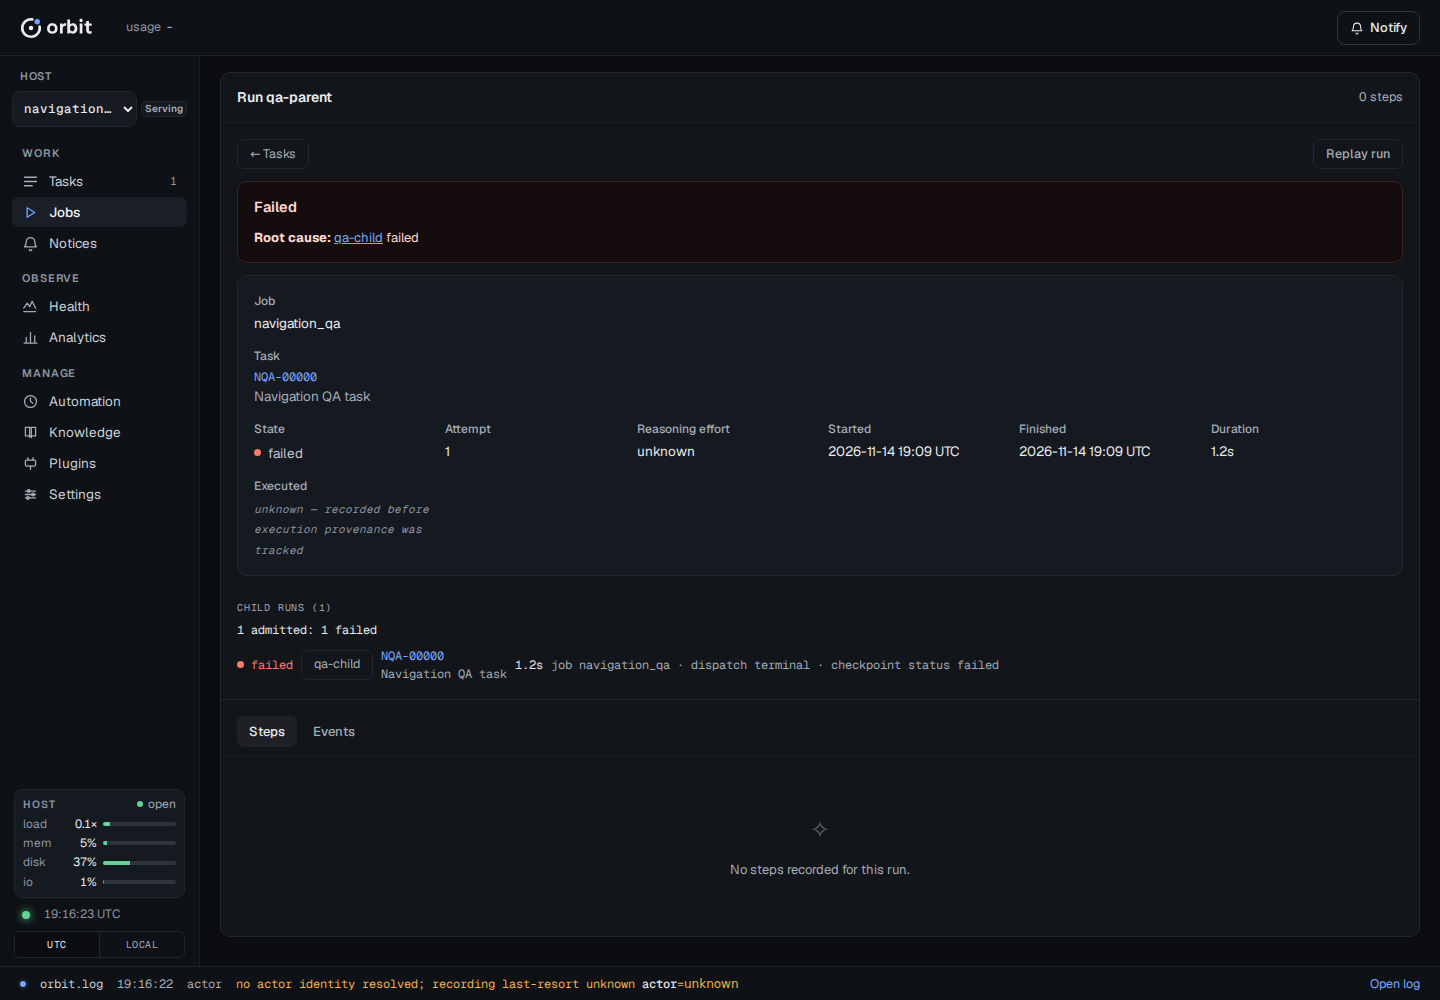 orbit
usage -
Notify
HOST
navigation…
Serving
WORK
Tasks 1
Jobs
Notices
OBSERVE
Health
Analytics
MANAGE
Automation
Knowledge
Plugins
Settings
HOST open
load 0.1×
mem 5%
disk 37%
io 1%
19:16:23 UTC
UTC LOCAL
Run qa-parent 0 steps
← Tasks Replay run
Failed
Root cause: qa-child failed
Job
navigation_qa
Task
NQA-00000
Navigation QA task
State Attempt Reasoning effort Started Finished Duration
failed 1 unknown 2026-11-14 19:09 UTC 2026-11-14 19:09 UTC 1.2s
Executed
unknown — recorded before
execution provenance was
tracked
CHILD RUNS (1)
1 admitted: 1 failed
failed qa-child NQA-00000 1.2s job navigation_qa · dispatch terminal · checkpoint status failed
Navigation QA task
Steps Events
No steps recorded for this run.
orbit.log 19:16:22 actor no actor identity resolved; recording last-resort unknown actor=unknown Open log